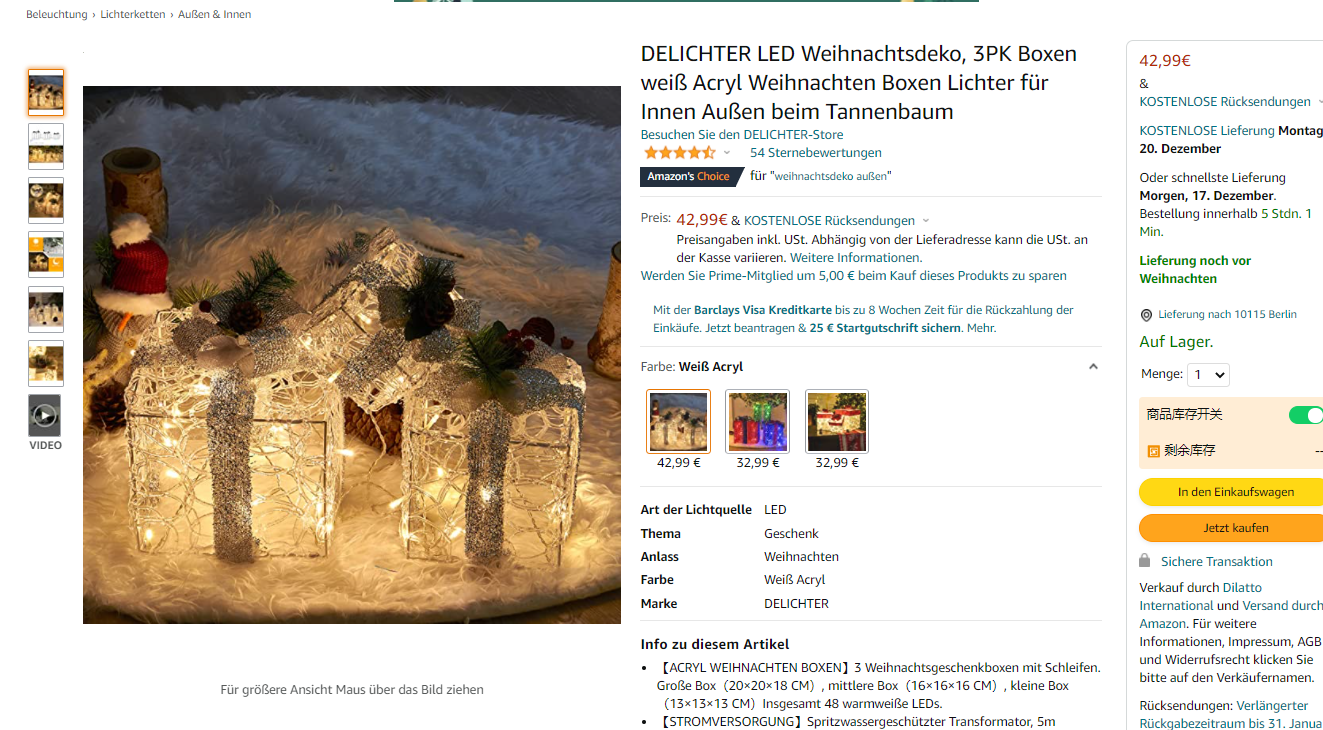 Beleuchtung › Lichterketten › Außen & Innen
VIDEO
Für größere Ansicht Maus über das Bild ziehen
DELICHTER LED Weihnachtsdeko, 3PK Boxen
weiß Acryl Weihnachten Boxen Lichter für
Innen Außen beim Tannenbaum
Besuchen Sie den DELICHTER-Store
54 Sternebewertungen
Amazon's Choice für "weihnachtsdeko außen"
Preis: 42,99€ & KOSTENLOSE Rücksendungen
Preisangaben inkl. USt. Abhängig von der Lieferadresse kann die USt. an
der Kasse variieren. Weitere Informationen.
Werden Sie Prime-Mitglied um 5,00 € beim Kauf dieses Produkts zu sparen
Mit der Barclays Visa Kreditkarte bis zu 8 Wochen Zeit für die Rückzahlung der
Einkäufe. Jetzt beantragen & 25 € Startgutschrift sichern. Mehr.
Farbe: Weiß Acryl
42,99 € 32,99 € 32,99 €
Art der Lichtquelle LED
Thema Geschenk
Anlass Weihnachten
Farbe Weiß Acryl
Marke DELICHTER
Info zu diesem Artikel
• 【ACRYL WEIHNACHTEN BOXEN】3 Weihnachtsgeschenkboxen mit Schleifen.
Große Box（20×20×18 CM）, mittlere Box（16×16×16 CM）, kleine Box
（13×13×13 CM）Insgesamt 48 warmweiße LEDs.
• 【STROMVERSORGUNG】Spritzwassergeschützter Transformator, 5m
42,99€
&
KOSTENLOSE Rücksendungen
KOSTENLOSE Lieferung Montag
20. Dezember
Oder schnellste Lieferung
Morgen, 17. Dezember.
Bestellung innerhalb 5 Stdn. 1
Min.
Lieferung noch vor
Weihnachten
Lieferung nach 10115 Berlin
Auf Lager.
Menge: 1
商品库存开关
剩余库存 --
In den Einkaufswagen
Jetzt kaufen
Sichere Transaktion
Verkauf durch Dilatto
International und Versand durch
Amazon. Für weitere
Informationen, Impressum, AGB
und Widerrufsrecht klicken Sie
bitte auf den Verkäufernamen.
Rücksendungen: Verlängerter
Rückgabezeitraum bis 31. Janua